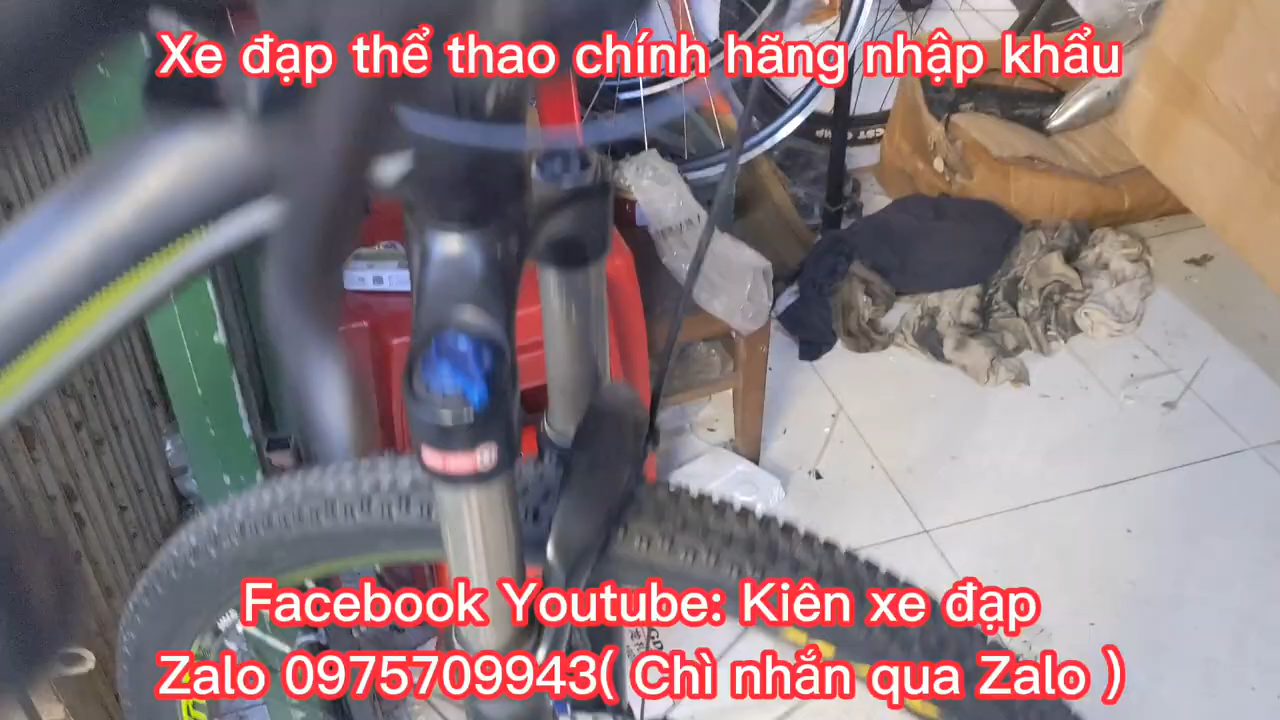 Xe đạp thể thao chính hãng nhập khẩu
CST
Facebook Youtube: Kiên xe đạp
Zalo 0975709943( Chì nhắn qua Zalo )